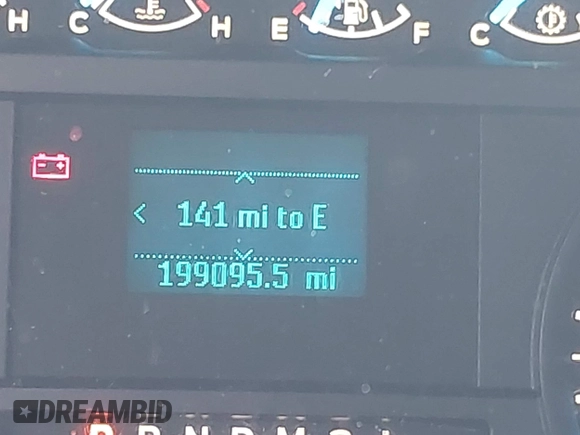 H C H E F C
141 mi to E
199095.5 mi
DREAMBID
P R N D M